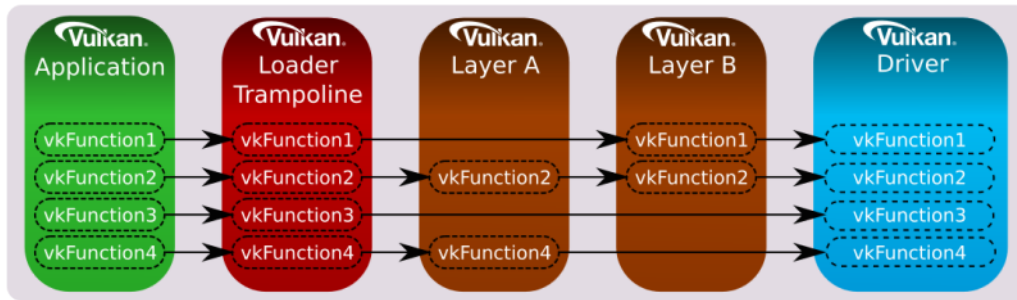 Vulkan.
Application
vkFunction1
vkFunction2
vkFunction3
vkFunction4
Vulkan.
Loader
Trampoline
vkFunction1
vkFunction2
vkFunction3
vkFunction4
Vulkan.
Layer A
vkFunction2
vkFunction4
Vulkan.
Layer B
vkFunction1
vkFunction2
Vulkan.
Driver
vkFunction1
vkFunction2
vkFunction3
vkFunction4